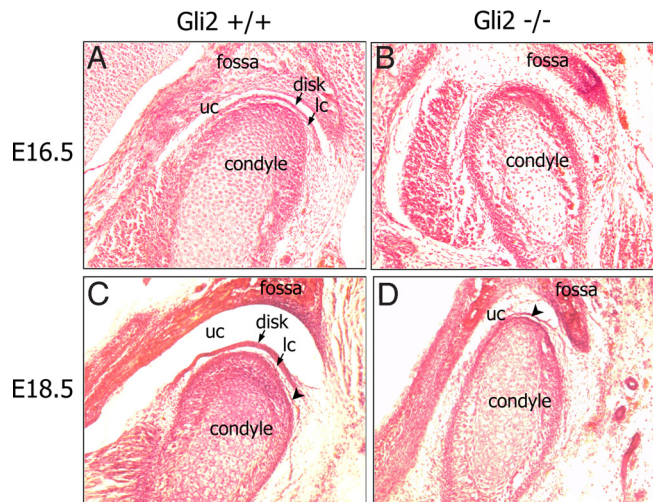 Gli2 +/+
Gli2 -/-
E16.5
A
fossa
disk
uc
lc
condyle
B
fossa
condyle
E18.5
C
fossa
uc
disk
lc
condyle
D
fossa
uc
condyle